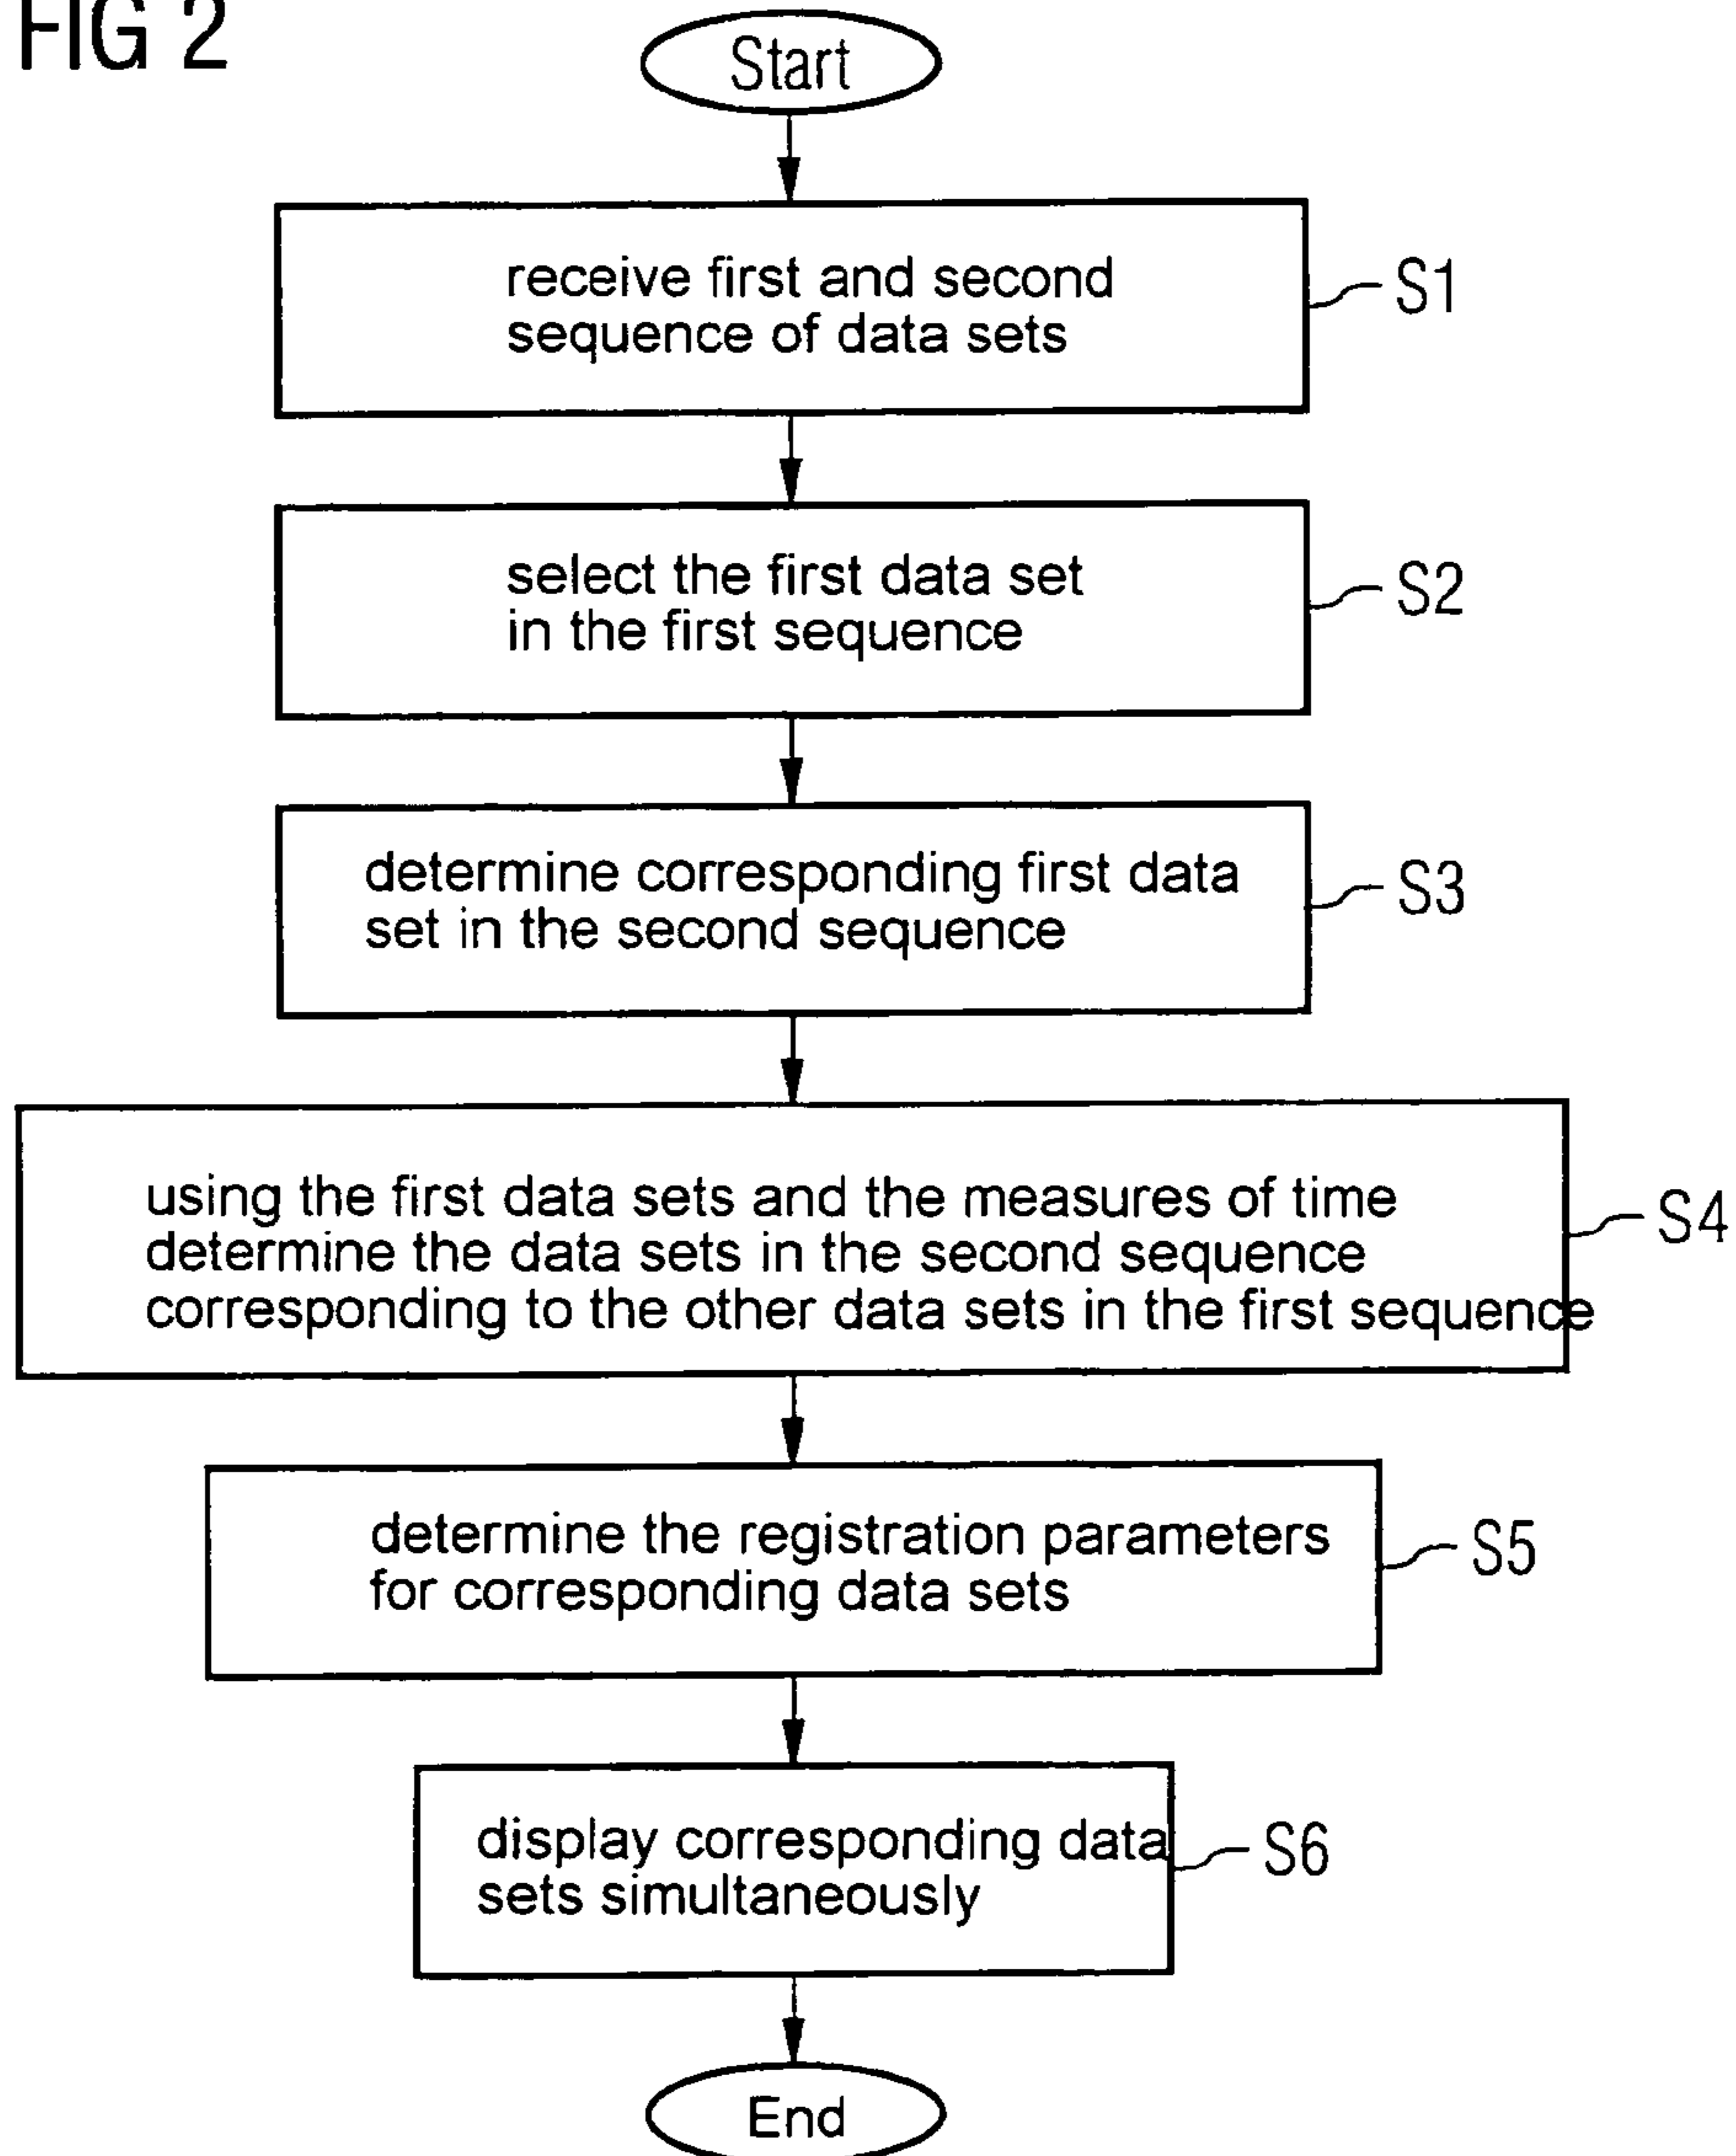 FIG 2
Start
receive first and second
sequence of data sets
S1
select the first data set
in the first sequence
S2
determine corresponding first data
set in the second sequence
S3
using the first data sets and the measures of time
determine the data sets in the second sequence
corresponding to the other data sets in the first sequence
S4
determine the registration parameters
for corresponding data sets
S5
display corresponding data
sets simultaneously
S6
End